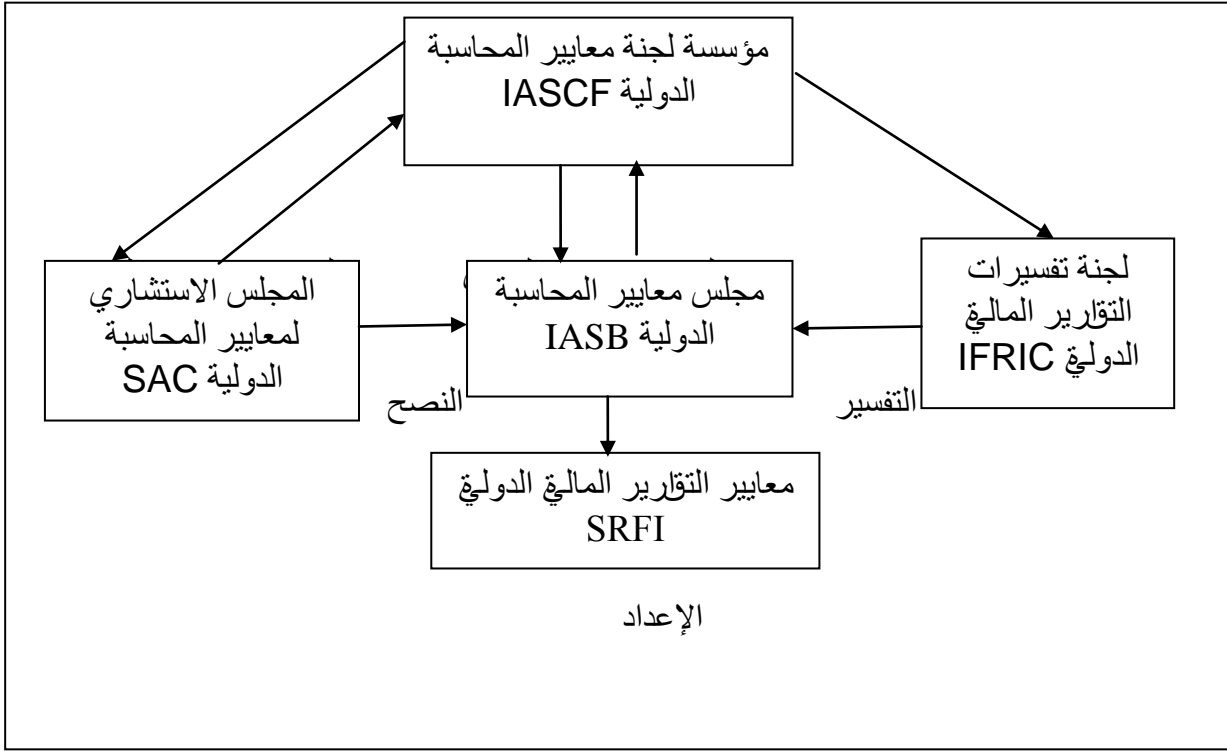 مؤسسة لجنة معايير المحاسبة
الدولية IASCF
المجلس الاستشاري
لمعايير المحاسبة
الدولية SAC
مجلس معايير المحاسبة
الدولية IASB
لجنة تفسيرات
التقارير المالية
الدولية IFRIC
النصح
التفسير
معايير التقارير المالية الدولية
SRFI
الإعداد